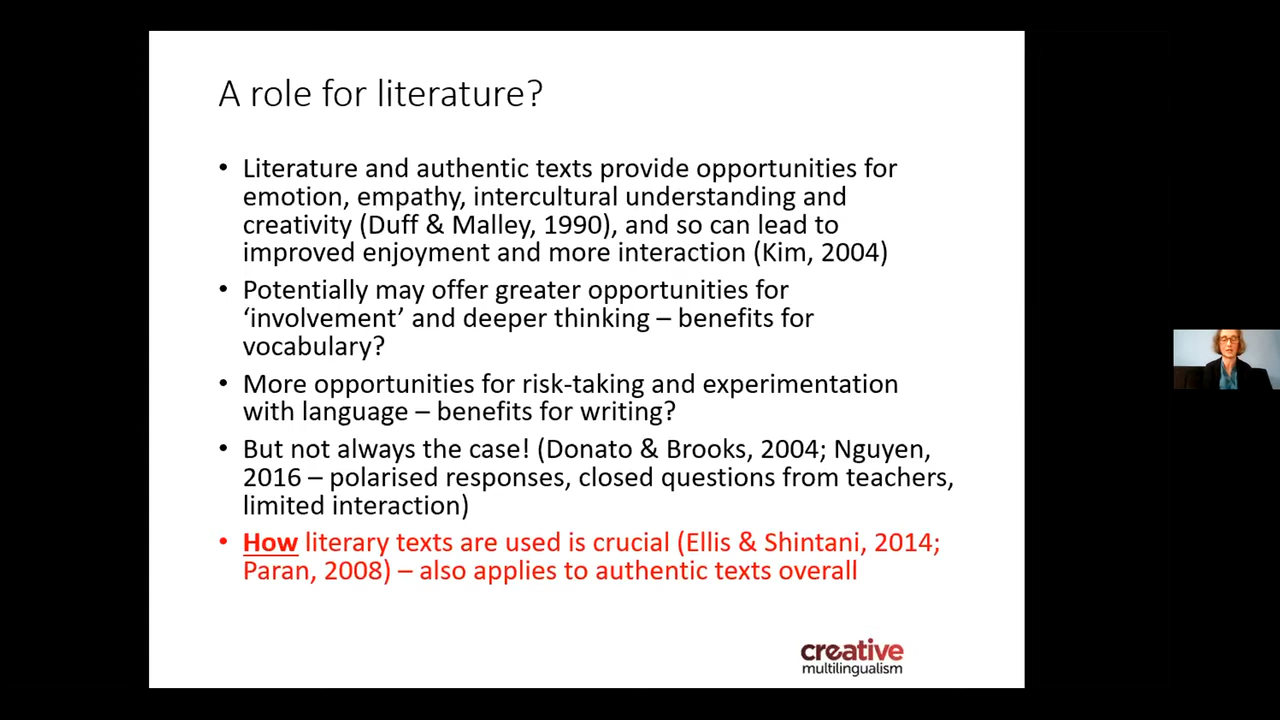 A role for literature?
• Literature and authentic texts provide opportunities for
emotion, empathy, intercultural understanding and
creativity (Duff & Malley, 1990), and so can lead to
improved enjoyment and more interaction (Kim, 2004)
• Potentially may offer greater opportunities for
‘involvement’ and deeper thinking – benefits for
vocabulary?
• More opportunities for risk-taking and experimentation
with language – benefits for writing?
• But not always the case! (Donato & Brooks, 2004; Nguyen,
2016 – polarised responses, closed questions from teachers,
limited interaction)
• How literary texts are used is crucial (Ellis & Shintani, 2014;
Paran, 2008) – also applies to authentic texts overall
creative
multilingualism